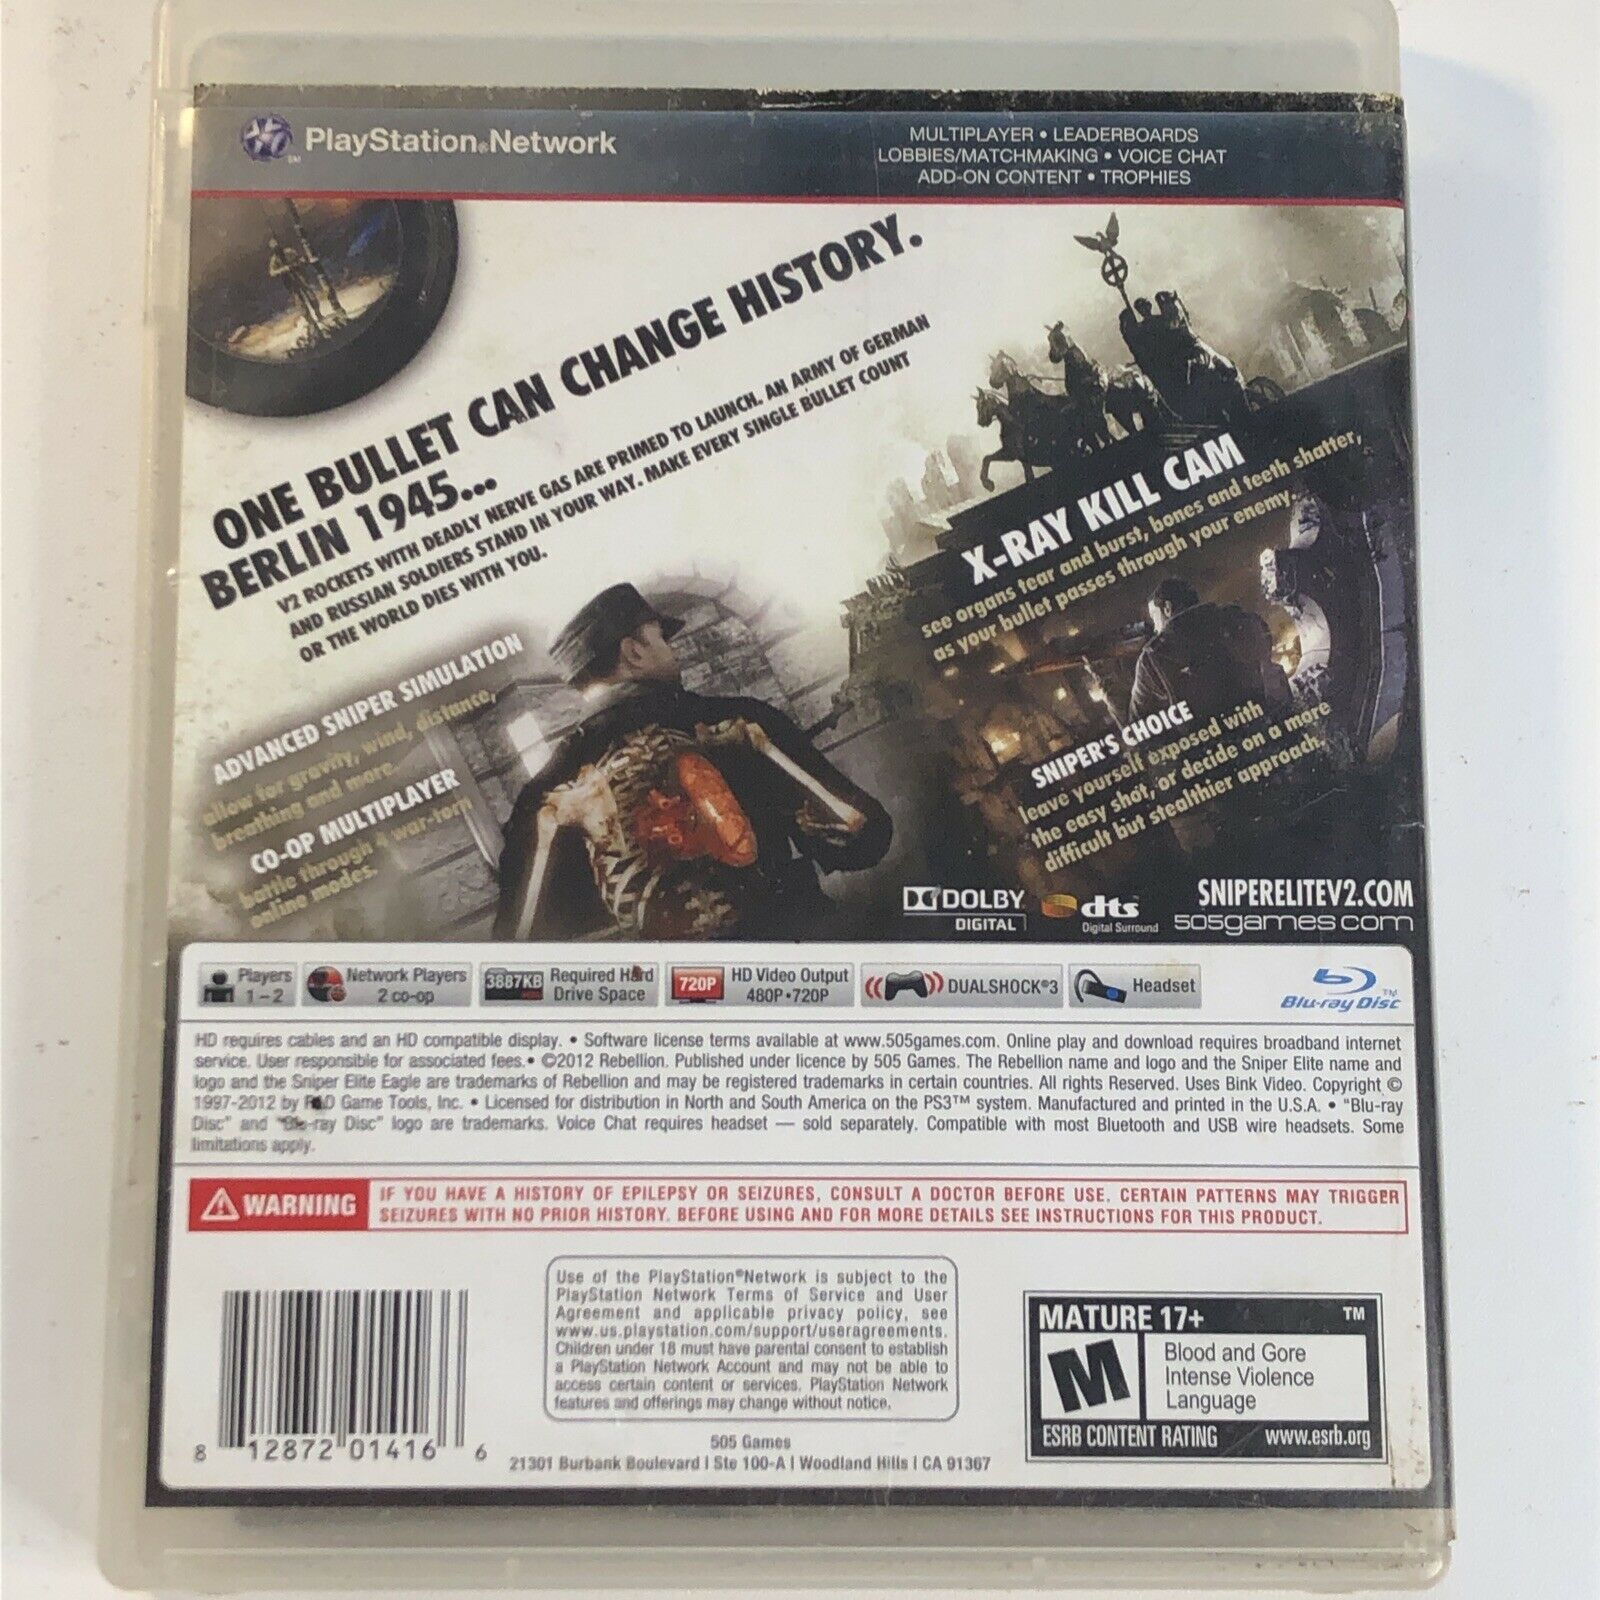 PlayStation®Network
MULTIPLAYER • LEADERBOARDS
LOBBIES/MATCHMAKING • VOICE CHAT
ADD-ON CONTENT • TROPHIES
ONE BULLET CAN CHANGE HISTORY.
BERLIN 1945...
V2 ROCKETS WITH DEADLY NERVE GAS ARE PRIMED TO LAUNCH. AN ARMY OF GERMAN
AND RUSSIAN SOLDIERS STAND IN YOUR WAY. MAKE EVERY SINGLE BULLET COUNT
OR THE WORLD DIES WITH YOU.
ADVANCED SNIPER SIMULATION
allow for gravity, wind, distance,
breathing and more.
CO-OP MULTIPLAYER
battle through 4 war-torn
online modes.
X-RAY KILL CAM
see organs tear and burst, bones and teeth shatter,
as your bullet passes through your enemy.
SNIPER'S CHOICE
leave yourself exposed with
the easy shot, or decide on a more
difficult but stealthier approach.
DOLBY
DIGITAL
dts
Digital Surround
SNIPERELITEV2.COM
505games.com
Players
1-2
Network Players
2 co-op
3887KB
Required Hard
Drive Space
720P
HD Video Output
480P•720P
DUALSHOCK®3
Headset
Blu-ray Disc™
HD requires cables and an HD compatible display. • Software license terms available at www.505games.com. Online play and download requires broadband internet
service. User responsible for associated fees.• ©2012 Rebellion. Published under licence by 505 Games. The Rebellion name and logo and the Sniper Elite name and
logo and the Sniper Elite Eagle are trademarks of Rebellion and may be registered trademarks in certain countries. All rights Reserved. Uses Bink Video. Copyright ©
1997-2012 by RAD Game Tools, Inc. • Licensed for distribution in North and South America on the PS3™ system. Manufactured and printed in the U.S.A. • "Blu-ray
Disc" and "Blu-ray Disc" logo are trademarks. Voice Chat requires headset — sold separately. Compatible with most Bluetooth and USB wire headsets. Some
limitations apply.
WARNING
IF YOU HAVE A HISTORY OF EPILEPSY OR SEIZURES, CONSULT A DOCTOR BEFORE USE. CERTAIN PATTERNS MAY TRIGGER
SEIZURES WITH NO PRIOR HISTORY. BEFORE USING AND FOR MORE DETAILS SEE INSTRUCTIONS FOR THIS PRODUCT.
8 12872 01416 6
Use of the PlayStation®Network is subject to the
PlayStation Network Terms of Service and User
Agreement and applicable privacy policy, see
www.us.playstation.com/support/useragreements.
Children under 18 must have parental consent to establish
a PlayStation Network Account and may not be able to
access certain content or services. PlayStation Network
features and offerings may change without notice.
505 Games
21301 Burbank Boulevard | Ste 100-A | Woodland Hills | CA 91367
MATURE 17+ ™
M
Blood and Gore
Intense Violence
Language
ESRB CONTENT RATING www.esrb.org